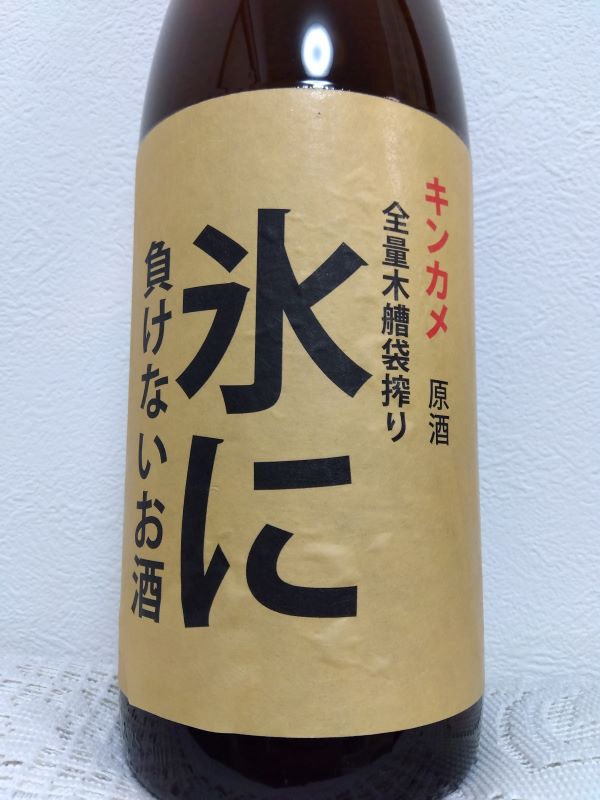 キンカメ 原酒
全量木艚袋搾り
氷に
負けないお酒